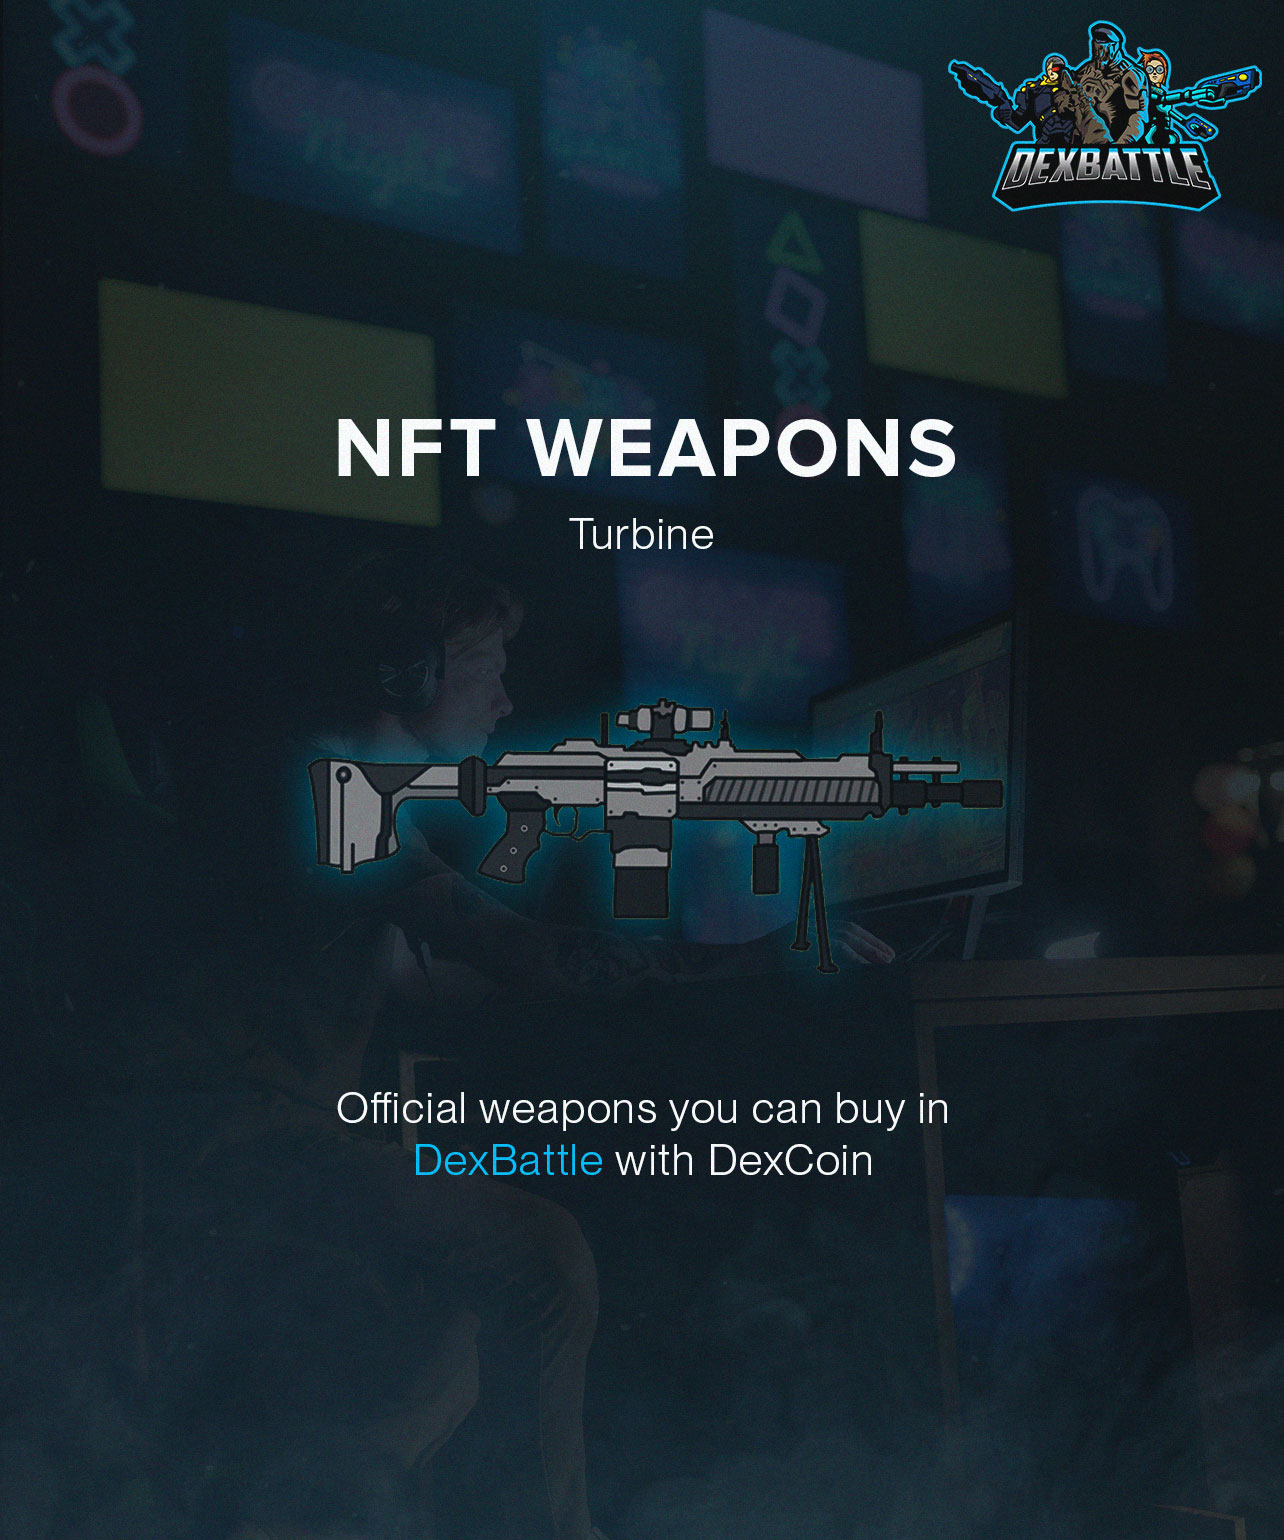 DEXBATTLE
NFT WEAPONS
Turbine
Official weapons you can buy in
DexBattle with DexCoin